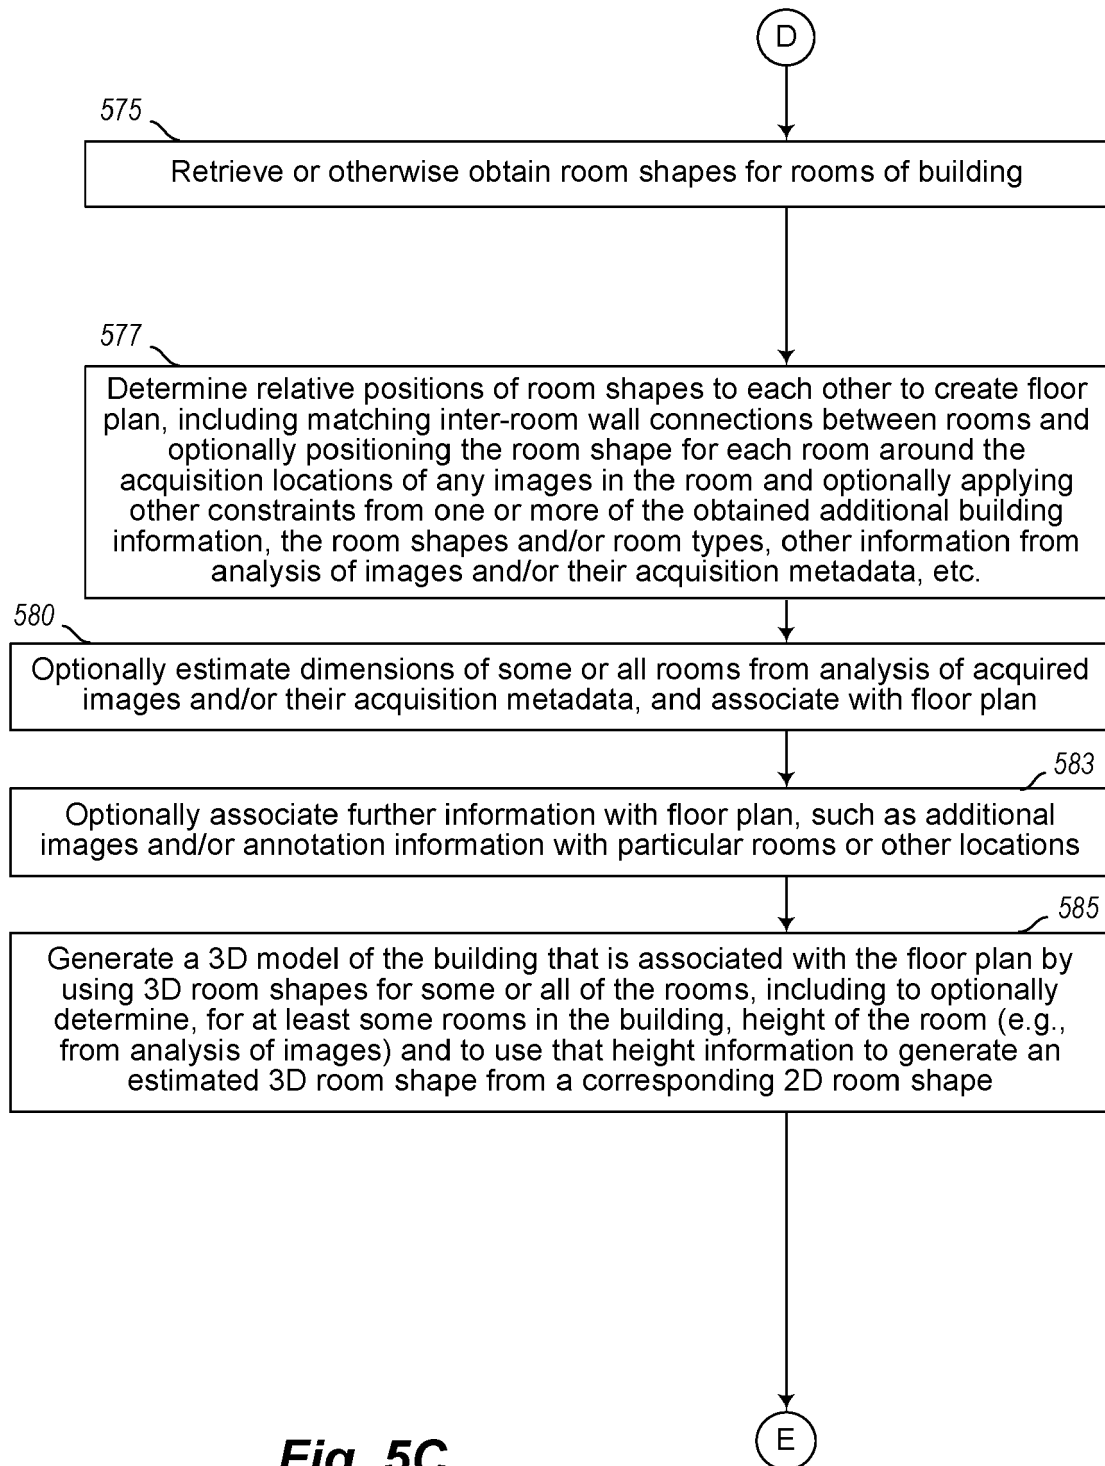 D
575
Retrieve or otherwise obtain room shapes for rooms of building
577
Determine relative positions of room shapes to each other to create floor
plan, including matching inter-room wall connections between rooms and
optionally positioning the room shape for each room around the
acquisition locations of any images in the room and optionally applying
other constraints from one or more of the obtained additional building
information, the room shapes and/or room types, other information from
analysis of images and/or their acquisition metadata, etc.
580
Optionally estimate dimensions of some or all rooms from analysis of acquired
images and/or their acquisition metadata, and associate with floor plan
583
Optionally associate further information with floor plan, such as additional
images and/or annotation information with particular rooms or other locations
585
Generate a 3D model of the building that is associated with the floor plan by
using 3D room shapes for some or all of the rooms, including to optionally
determine, for at least some rooms in the building, height of the room (e.g.,
from analysis of images) and to use that height information to generate an
estimated 3D room shape from a corresponding 2D room shape
E
Fig. 5C